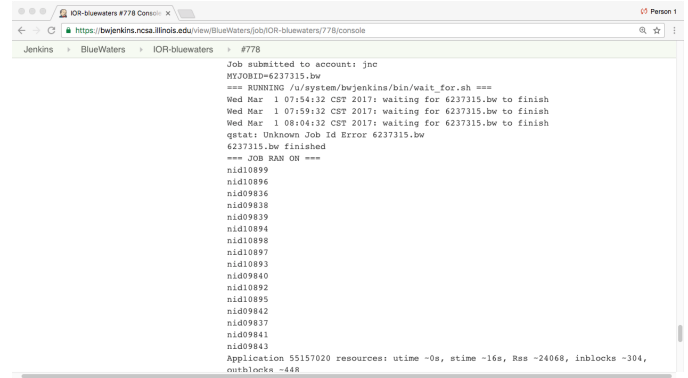 IOR-bluewaters #778 Console
Person 1
https://bwjenkins.ncsa.illinois.edu/view/BlueWaters/job/IOR-bluewaters/778/console
Jenkins BlueWaters IOR-bluewaters #778
Job submitted to account: jnc
MYJOBID=6237315.bw
=== RUNNING /u/system/bwjenkins/bin/wait_for.sh ===
Wed Mar 1 07:54:32 CST 2017: waiting for 6237315.bw to finish
Wed Mar 1 07:59:32 CST 2017: waiting for 6237315.bw to finish
Wed Mar 1 08:04:32 CST 2017: waiting for 6237315.bw to finish
qstat: Unknown Job Id Error 6237315.bw
6237315.bw finished
=== JOB RAN ON ===
nid10899
nid10896
nid09836
nid09838
nid09839
nid10894
nid10898
nid10897
nid10893
nid09840
nid10892
nid10895
nid09842
nid09837
nid09841
nid09843
Application 55157020 resources: utime ~0s, stime ~16s, Rss ~24068, inblocks ~304,
outblocks ~448